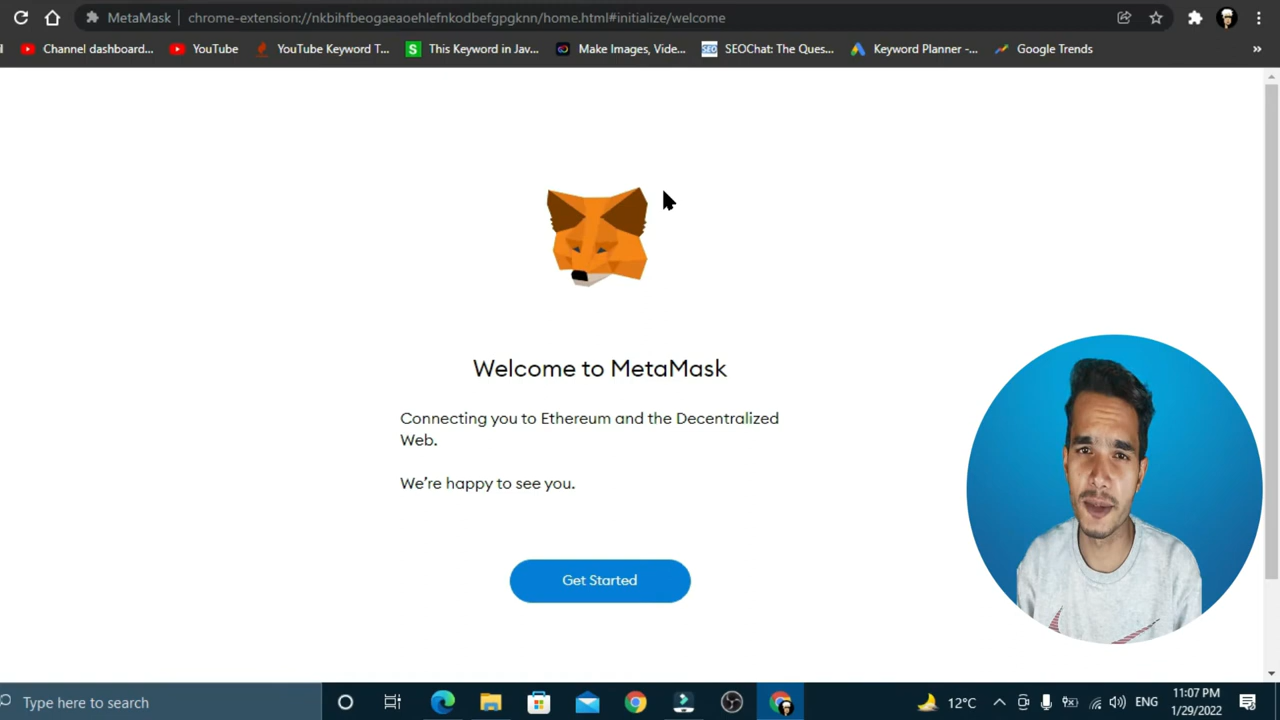 MetaMask
chrome-extension://nkbihfbeogaeaoehlefnkodbefgpgknn/home.html#initialize/welcome
Channel dashboard...
YouTube
YouTube Keyword T...
This Keyword in Jav...
Make Images, Vide...
SEO
SEOChat: The Ques...
Keyword Planner -...
Google Trends
»
Welcome to MetaMask
Connecting you to Ethereum and the Decentralized
Web.
We're happy to see you.
Get Started
Type here to search
12°C
ENG
11:07 PM
1/29/2022